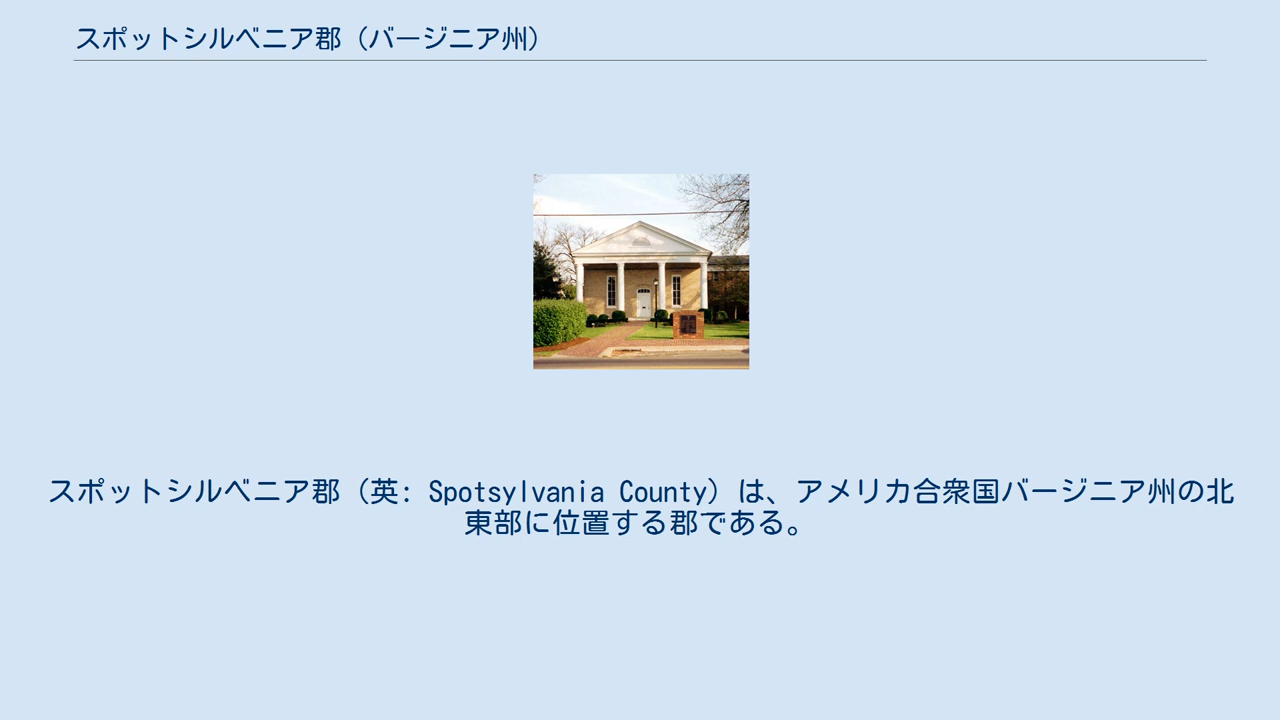 スポットシルベニア郡（バージニア州）
スポットシルベニア郡（英: Spotsylvania County）は、アメリカ合衆国バージニア州の北
東部に位置する郡である。